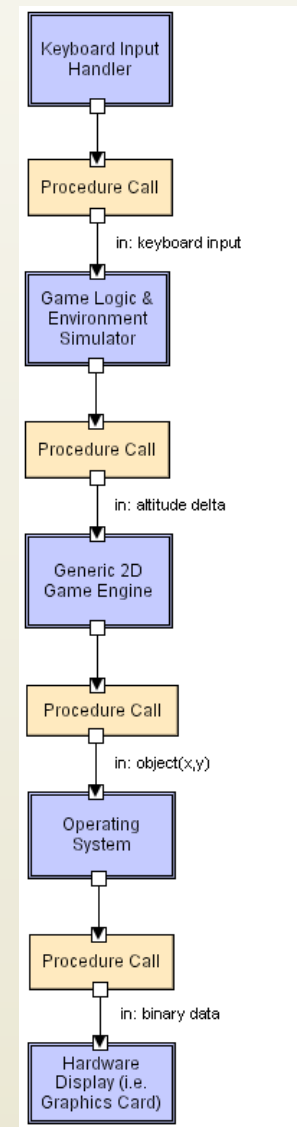 Keyboard Input
Handler
Procedure Call
in: keyboard input
Game Logic &
Environment
Simulator
Procedure Call
in: altitude delta
Generic 2D
Game Engine
Procedure Call
in: object(x,y)
Operating
System
Procedure Call
in: binary data
Hardware
Display (i.e.
Graphics Card)